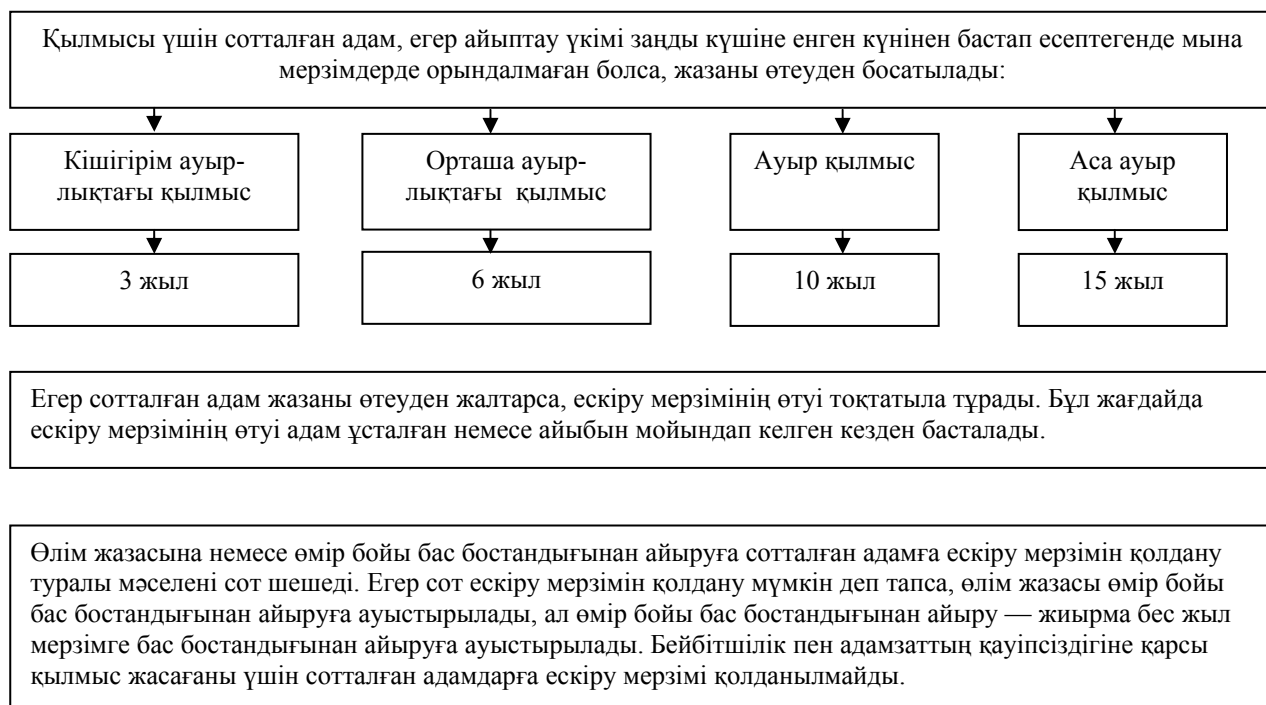 Қылмысы үшін сотталған адам, егер айыптау үкімі заңды күшіне енген күнінен бастап есептегенде мына
мерзімдерде орындалмаған болса, жазаны өтеуден босатылады:
Кішігірім ауыр-
лықтағы қылмыс
Орташа ауыр-
лықтағы қылмыс
Ауыр қылмыс
Аса ауыр
қылмыс
3 жыл
6 жыл
10 жыл
15 жыл
Егер сотталған адам жазаны өтеуден жалтарса, ескіру мерзімінің өтуі тоқтатыла тұрады. Бұл жағдайда
ескіру мерзімінің өтуі адам ұсталған немесе айыбын мойындап келген кезден басталады.
Өлім жазасына немесе өмір бойы бас бостандығынан айыруға сотталған адамға ескіру мерзімін қолдану
туралы мәселені сот шешеді. Егер сот ескіру мерзімін қолдану мүмкін деп тапса, өлім жазасы өмір бойы
бас бостандығынан айыруға ауыстырылады, ал өмір бойы бас бостандығынан айыру — жиырма бес жыл
мерзімге бас бостандығынан айыруға ауыстырылады. Бейбітшілік пен адамзаттың қауіпсіздігіне қарсы
қылмыс жасағаны үшін сотталған адамдарға ескіру мерзімі қолданылмайды.